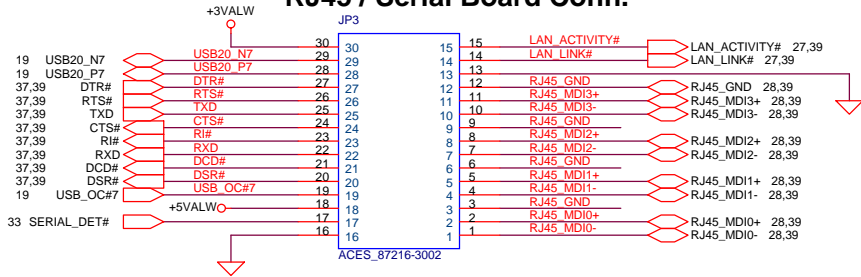 RJ45 / Serial Board Conn.
+3VALW
JP3
30 30 15 15 LAN_ACTIVITY# LAN_ACTIVITY# 27,39
19 USB20_N7 USB20_N7 29 29 14 14 LAN_LINK# LAN_LINK# 27,39
19 USB20_P7 USB20_P7 28 28 13 13
37,39 DTR# DTR# 27 27 12 12 RJ45_GND RJ45_GND 28,39
37,39 RTS# RTS# 26 26 11 11 RJ45_MDI3+ RJ45_MDI3+ 28,39
37,39 TXD TXD 25 25 10 10 RJ45_MDI3- RJ45_MDI3- 28,39
37,39 CTS# CTS# 24 24 9 9 RJ45_GND
37,39 RI# RI# 23 23 8 8 RJ45_MDI2+ RJ45_MDI2+ 28,39
37,39 RXD RXD 22 22 7 7 RJ45_MDI2- RJ45_MDI2- 28,39
37,39 DCD# DCD# 21 21 6 6 RJ45_GND
37,39 DSR# DSR# 20 20 5 5 RJ45_MDI1+ RJ45_MDI1+ 28,39
19 USB_OC#7 USB_OC#7 19 19 4 4 RJ45_MDI1- RJ45_MDI1- 28,39
+5VALW 18 18 3 3 RJ45_GND
33 SERIAL_DET# 17 17 2 2 RJ45_MDI0+ RJ45_MDI0+ 28,39
16 16 1 1 RJ45_MDI0- RJ45_MDI0- 28,39
ACES_87216-3002